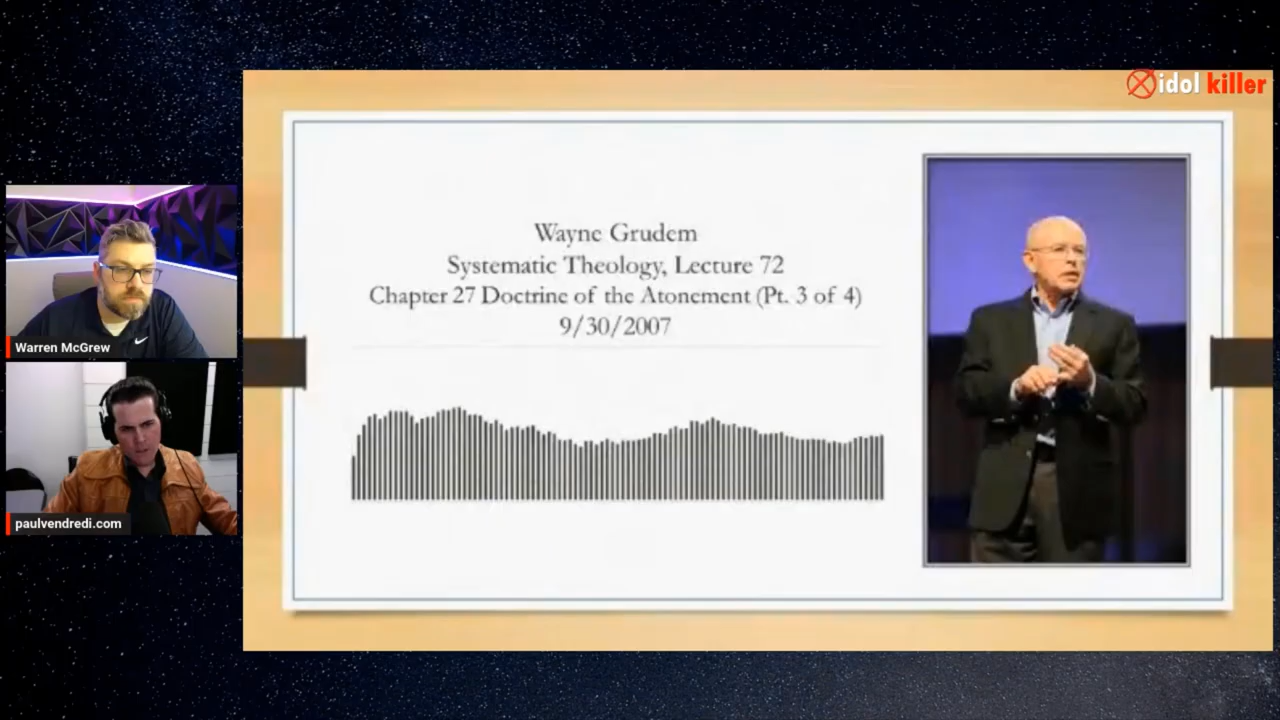 idol killer
Wayne Grudem
Systematic Theology, Lecture 72
Chapter 27 Doctrine of the Atonement (Pt. 3 of 4)
9/30/2007
Warren McGrew
paulvendredi.com